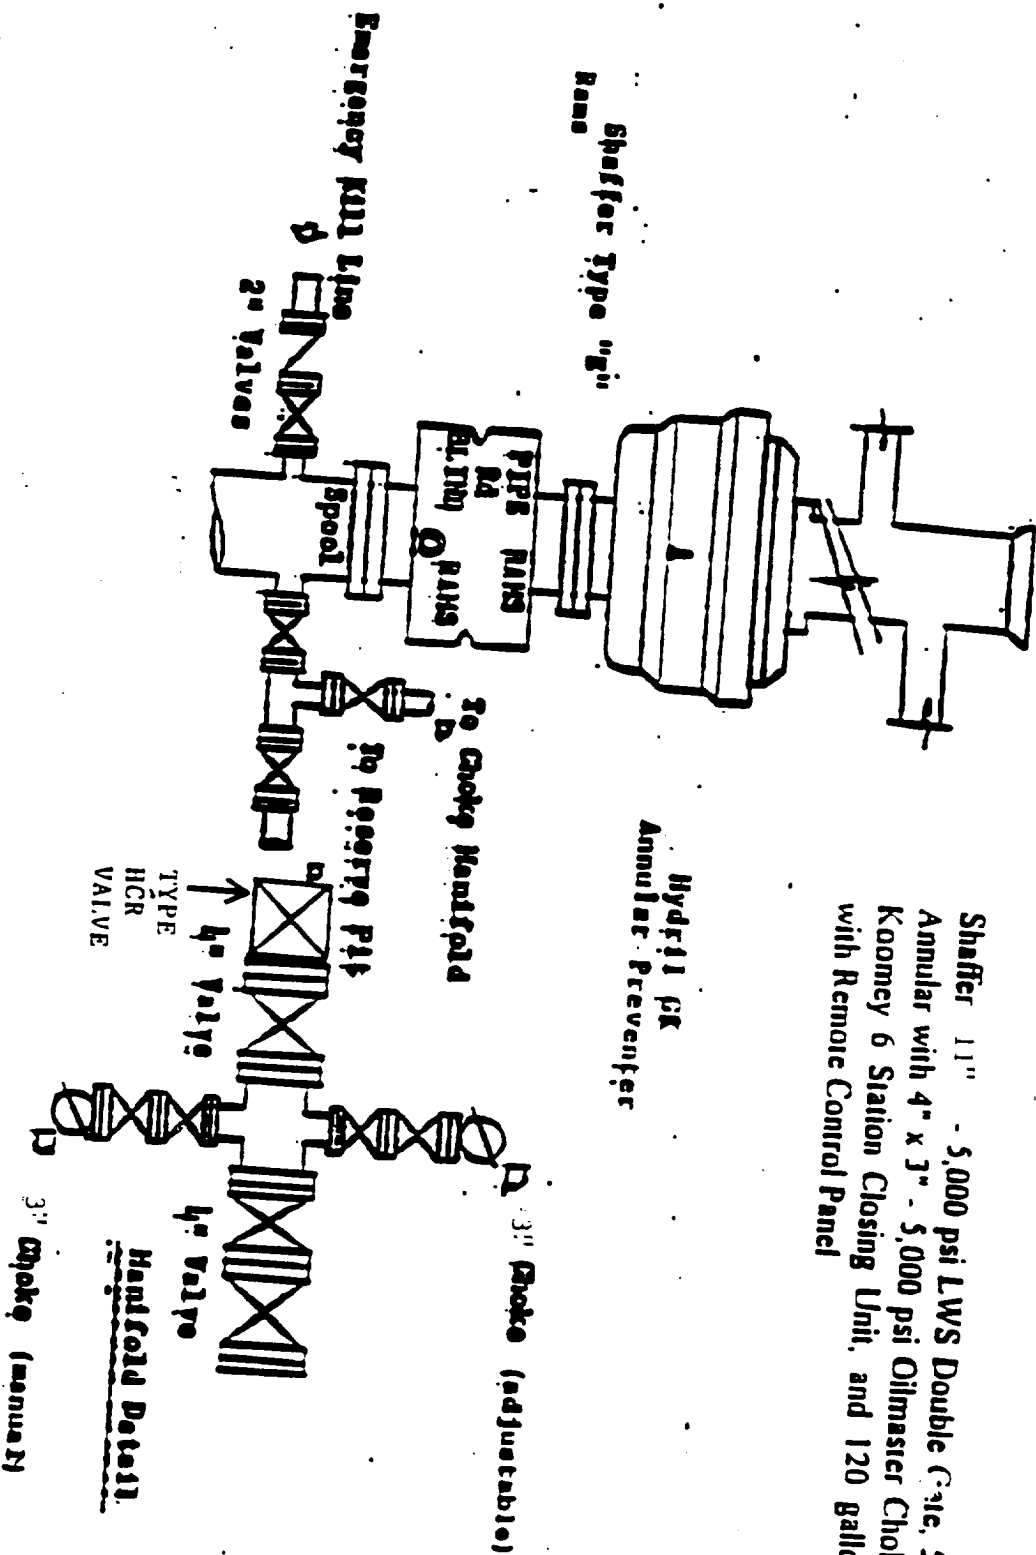 Shaffer 11" - 5,000 psi LWS Double
Annular with 4" x 3" - 5,000 psi Oilmaster
Koomey 6 Station Closing Unit, and 120
with Remote Control Panel
Shaffer Type "B"
Rams
Hydril GK
Annular Preventer
PIPE RAMS
BLIND RAMS
Spool
Emergency Kill Line
2" Valves
To Choke Manifold
To Reserve Pit
TYPE
HCR
VALVE
4" Valve
4" Valve
3" Choke (adjustable)
3" Choke (manual)
Manifold Detail